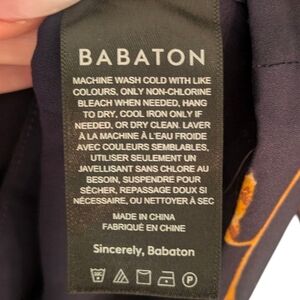 BABATON
MACHINE WASH COLD WITH LIKE
COLOURS, ONLY NON-CHLORINE
BLEACH WHEN NEEDED, HANG
TO DRY, COOL IRON ONLY IF
NEEDED, OR DRY CLEAN. LAVER
À LA MACHINE À L'EAU FROIDE
AVEC COULEURS SEMBLABLES,
UTILISER SEULEMENT UN
JAVELLISANT SANS CHLORE AU
BESOIN, SUSPENDRE POUR
SÉCHER, REPASSAGE DOUX SI
NÉCESSAIRE, OU NETTOYER À SEC
MADE IN CHINA
FABRIQUÉ EN CHINE
Sincerely, Babaton
P